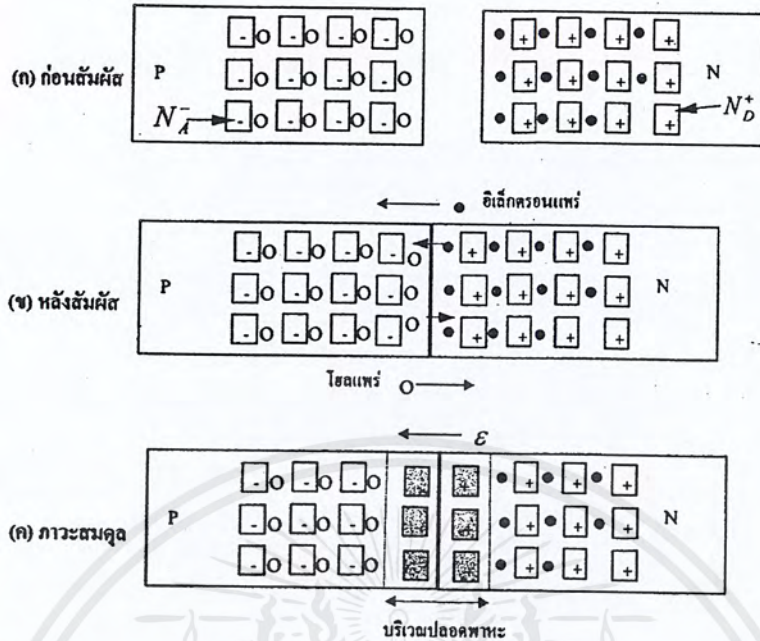 (ก) ก่อนสัมผัส P N
N_A^- N_D^+
อิเล็กตรอนแพร่
(ข) หลังสัมผัส P N
โฮลแพร่
ε
(ค) ภาวะสมดุล P N
บริเวณปลอดพาหะ